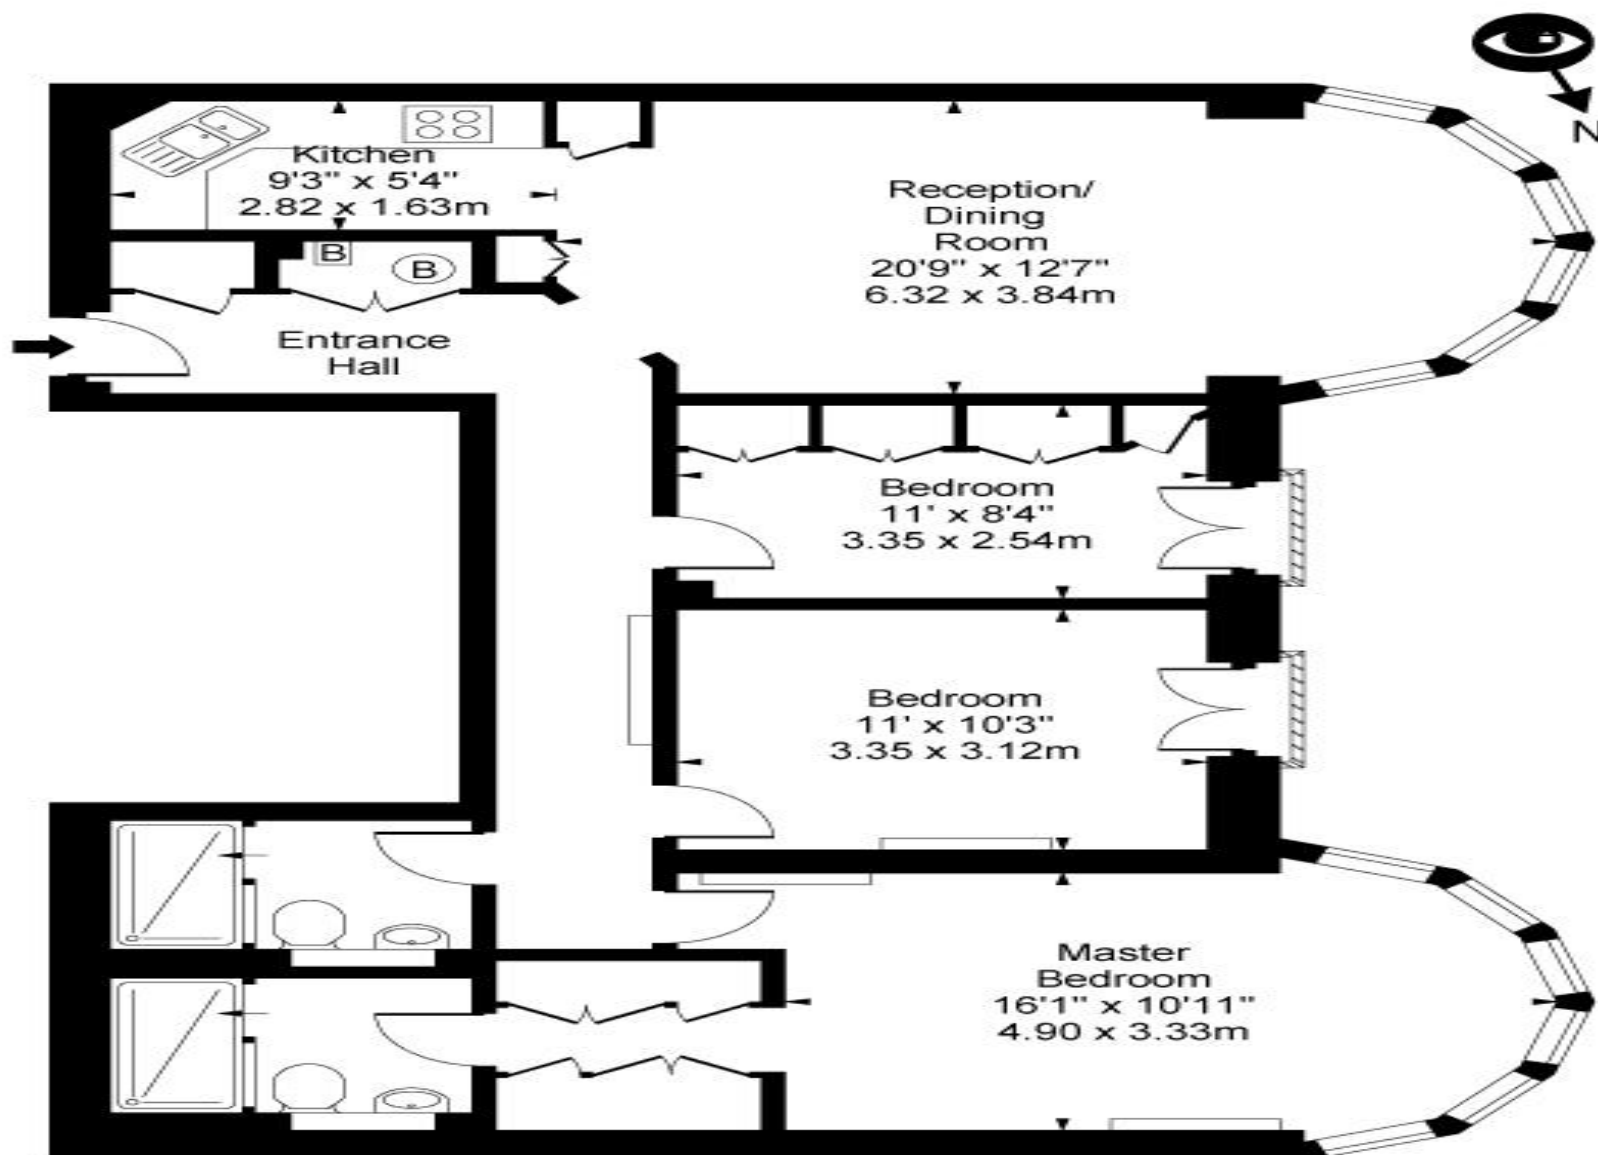 N
Kitchen
9'3" x 5'4"
2.82 x 1.63m
Reception/
Dining
Room
20'9" x 12'7"
6.32 x 3.84m
B
B
Entrance
Hall
Bedroom
11' x 8'4"
3.35 x 2.54m
Bedroom
11' x 10'3"
3.35 x 3.12m
Master
Bedroom
16'1" x 10'11"
4.90 x 3.33m